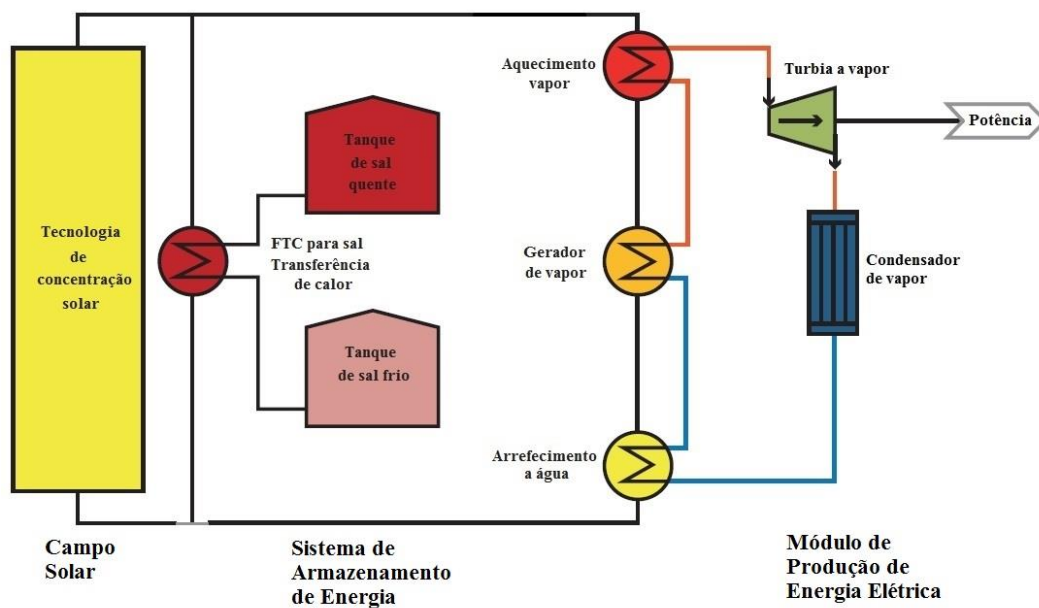 Tecnologia
de
concentração
solar
Tanque
de sal
quente
FTC para sal
Transferência
de calor
Tanque
de sal frio
Aquecimento
vapor
Gerador
de vapor
Arrefecimento
a água
Turbia a vapor
Potência
Condensador
de vapor
Campo
Solar
Sistema de
Armazenamento
de Energia
Módulo de
Produção de
Energia Elétrica